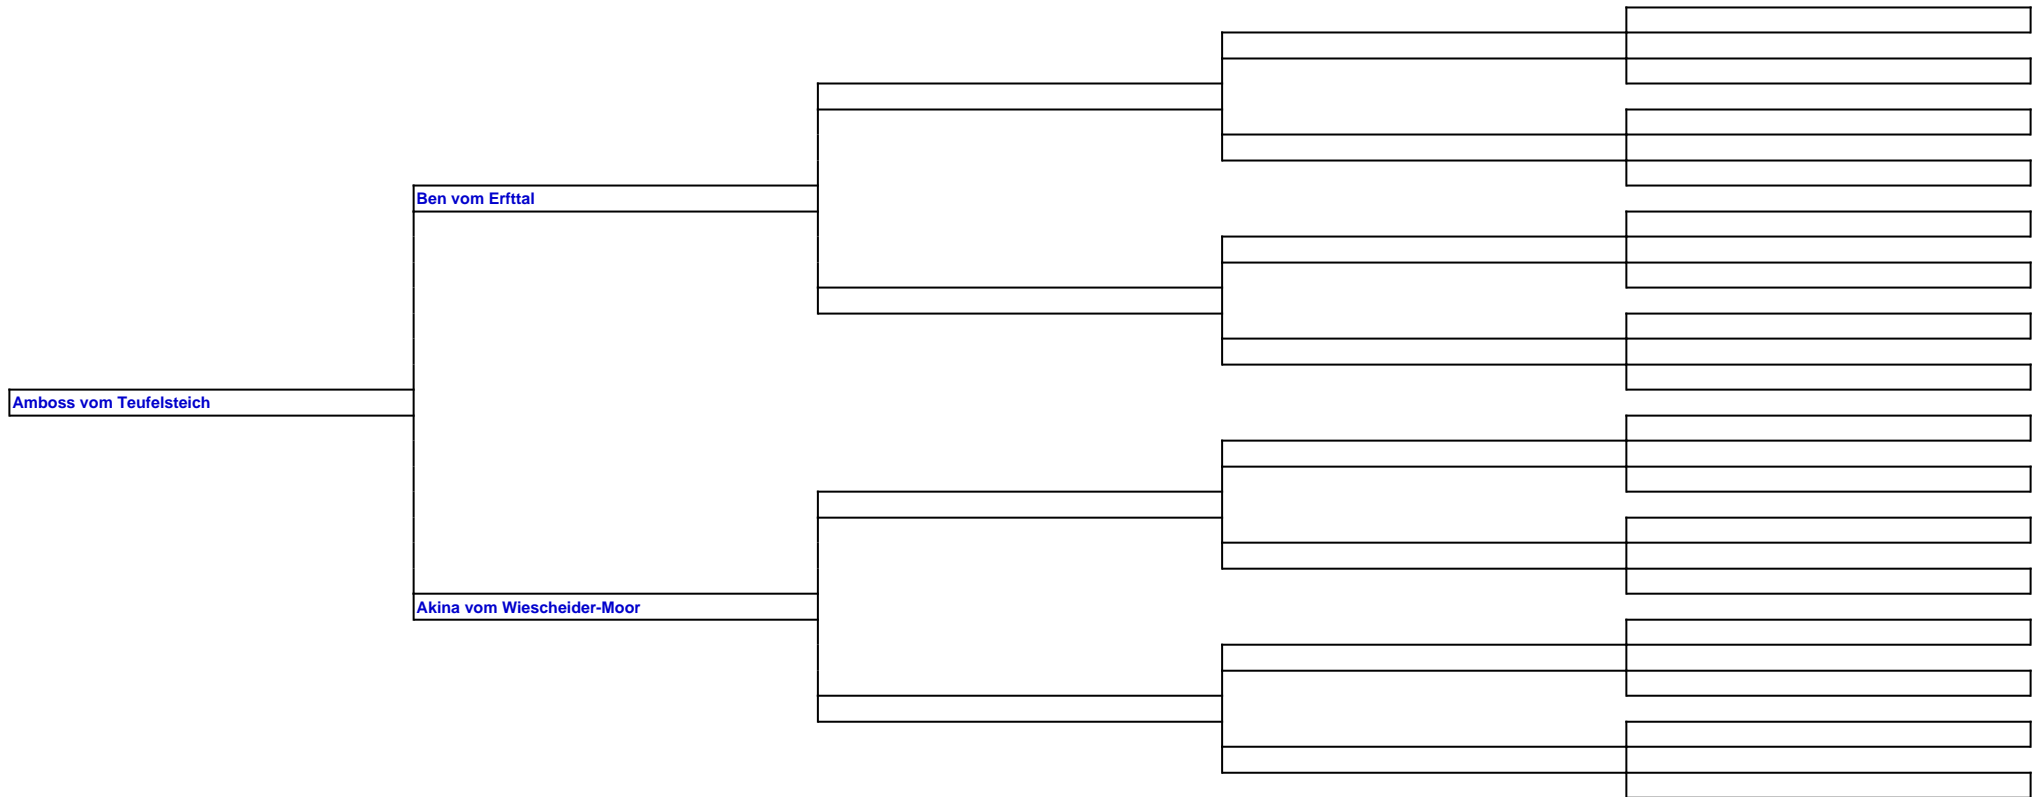 Ben vom Erfttal
Amboss vom Teufelsteich
Akina vom Wiescheider-Moor